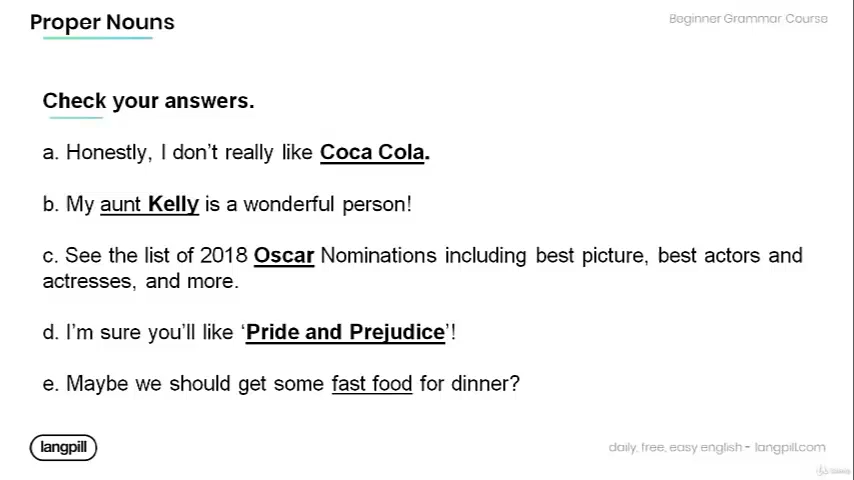 Proper Nouns
Beginner Grammar Course
Check your answers.
a. Honestly, I don't really like Coca Cola.
b. My aunt Kelly is a wonderful person!
c. See the list of 2018 Oscar Nominations including best picture, best actors and
actresses, and more.
d. I'm sure you'll like ‘Pride and Prejudice’!
e. Maybe we should get some fast food for dinner?
langpill
daily, free, easy english - langpill.com
Udemy